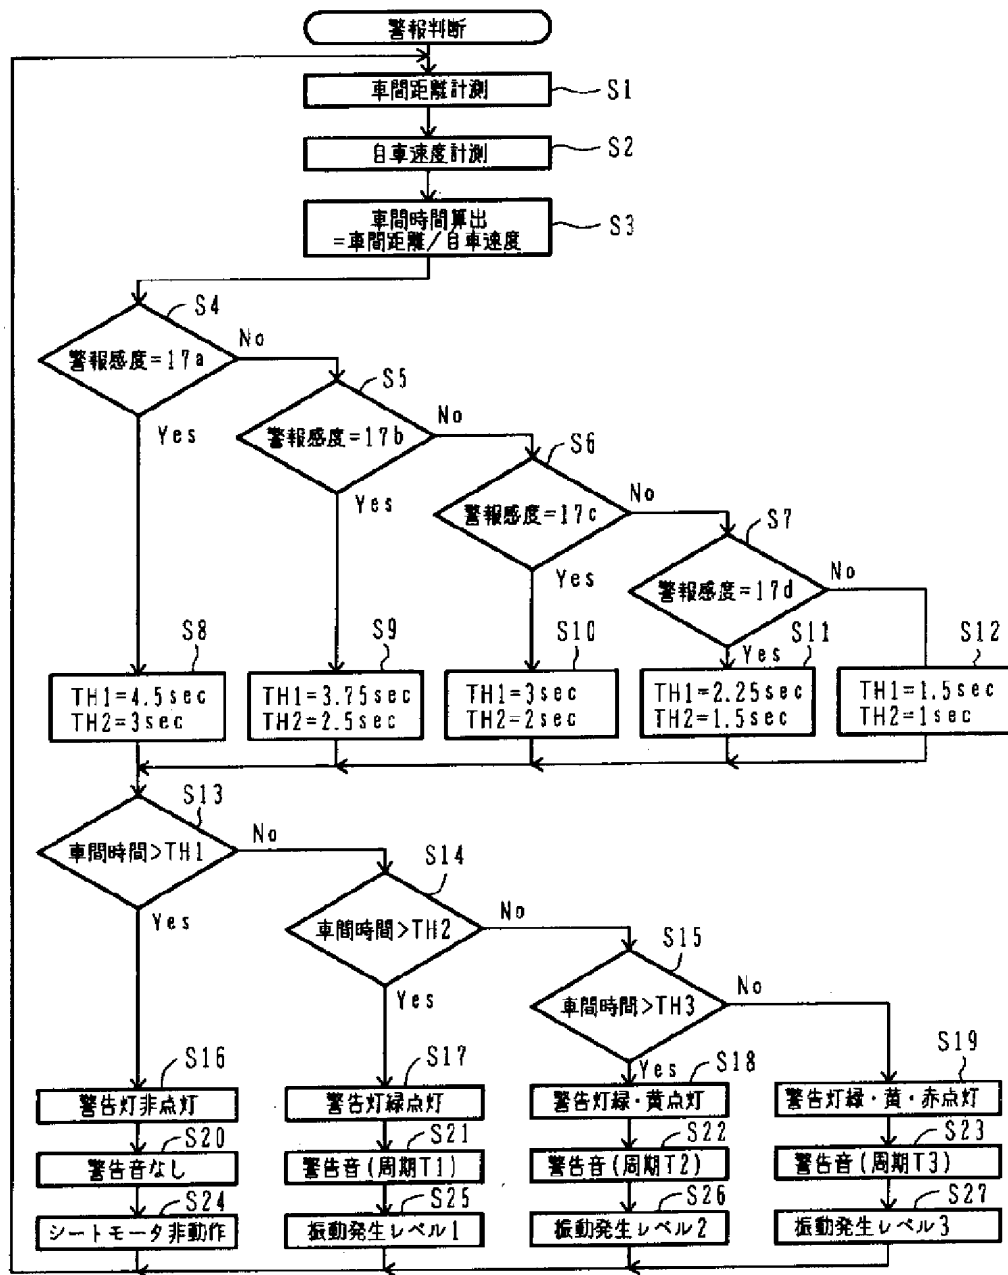 警報判断
車間距離計測
S1
自車速度計測
S2
車間時間算出
=車間距離/自車速度
S3
S4
警報感度=17a
No
Yes
S5
警報感度=17b
No
Yes
S6
警報感度=17c
No
Yes
S7
警報感度=17d
No
Yes
S8
TH1=4.5sec
TH2=3sec
S9
TH1=3.75sec
TH2=2.5sec
S10
TH1=3sec
TH2=2sec
S11
TH1=2.25sec
TH2=1.5sec
S12
TH1=1.5sec
TH2=1sec
S13
車間時間>TH1
No
Yes
S14
車間時間>TH2
No
Yes
S15
車間時間>TH3
No
Yes
S16
警告灯非点灯
S17
警告灯緑点灯
S18
警告灯緑・黄点灯
S19
警告灯緑・黄・赤点灯
S20
警告音なし
S21
警告音(周期T1)
S22
警告音(周期T2)
S23
警告音(周期T3)
S24
シートモータ非動作
S25
振動発生レベル1
S26
振動発生レベル2
S27
振動発生レベル3